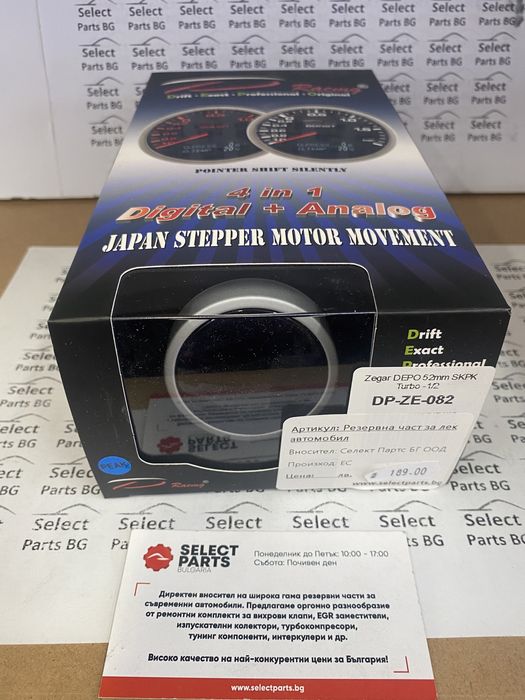 Select Parts BG
Racing
Drift . Exact . Professional . Original
Boost
POINTER SHIFT SILENTLY
4 in 1
Digital + Analog
JAPAN STEPPER MOTOR MOVEMENT
Drift
Exact
Professional
Zegar DEPO 52mm SKPK
Turbo -1/2
DP-ZE-082
Артикул: Резервна част за лек
автомобил
Вносител: Селект Партс БГ ООД
Произход: ЕС
Цена: 189.00 лв.
www.selectparts.bg
PEAK
Racing
SELECT
PARTS
BULGARIA
Понеделник до Петък: 10:00 - 17:00
Събота: Почивен ден
Директен вносител на широка гама резервни части за
съвременни автомобили. Предлагаме оргомно разнообразие
от ремонтни комплекти за вихрови клапи, EGR заместители,
изпускателни колектори, турбокомпресори,
тунинг компоненти, интеркулери и др.
Високо качество на най-конкурентни цени за България!
www.selectparts.bg